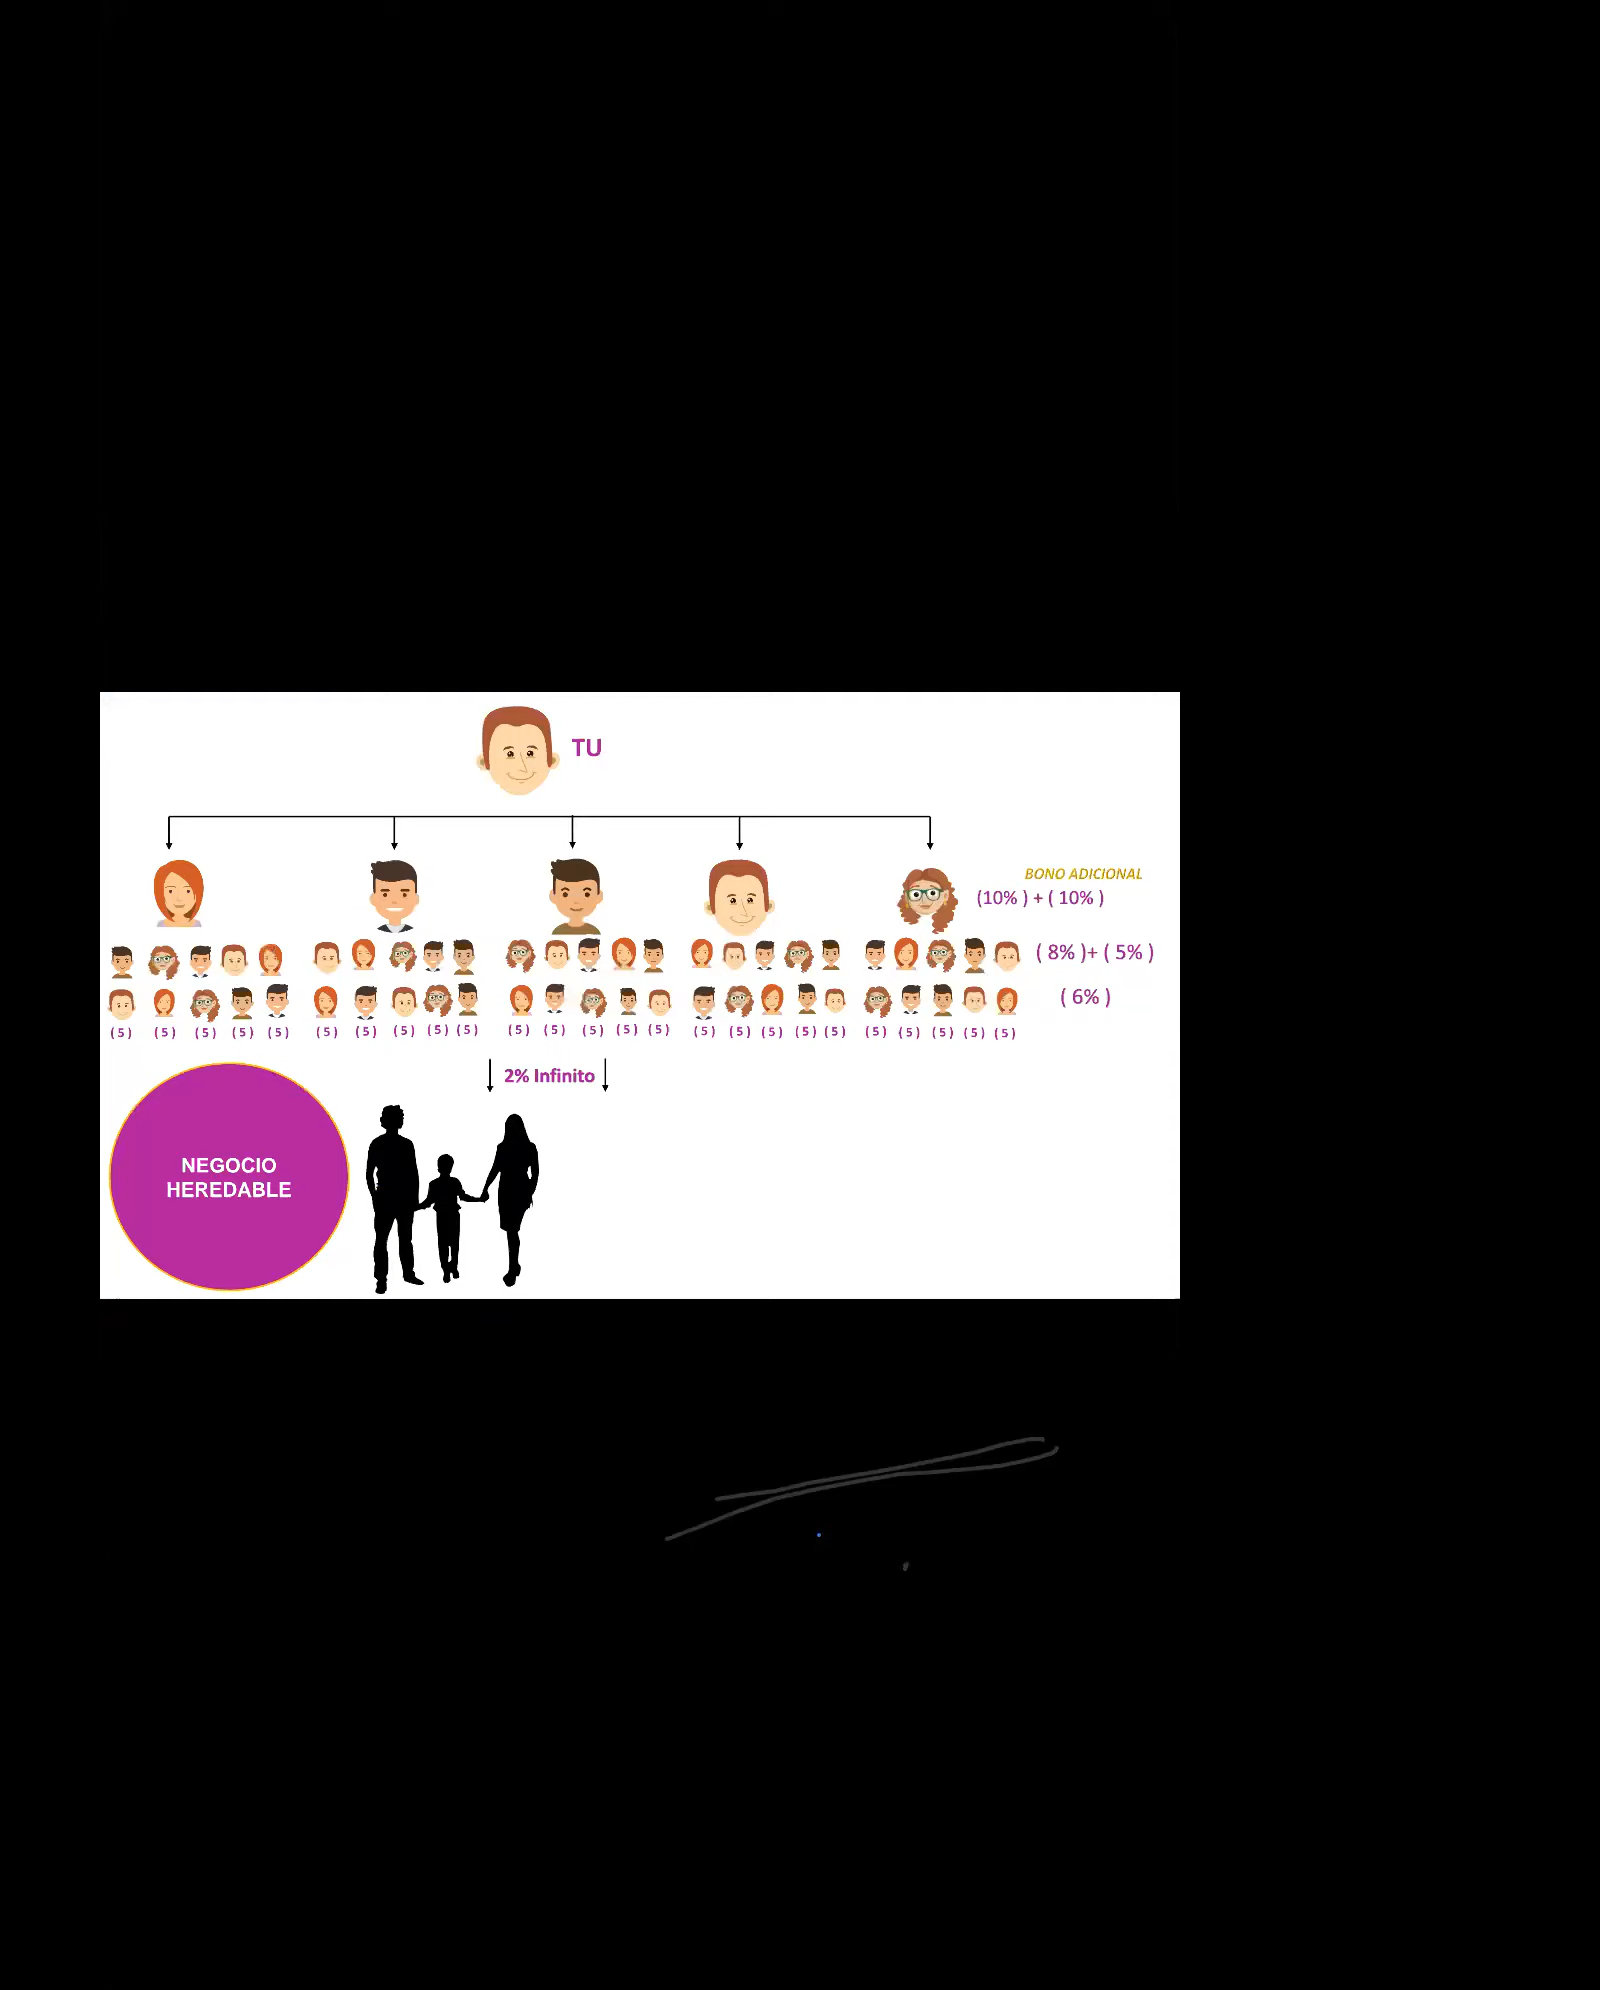 TU
BONO ADICIONAL
(10% ) + ( 10% )
( 8% )+ ( 5% )
( 6% )
( 5 ) ( 5 ) ( 5 ) ( 5 ) ( 5 ) ( 5 ) ( 5 ) ( 5 ) ( 5 ) ( 5 ) ( 5 ) ( 5 ) ( 5 ) ( 5 ) ( 5 ) ( 5 ) ( 5 ) ( 5 ) ( 5 ) ( 5 ) ( 5 ) ( 5 ) ( 5 ) ( 5 ) ( 5 )
2% Infinito
NEGOCIO
HEREDABLE